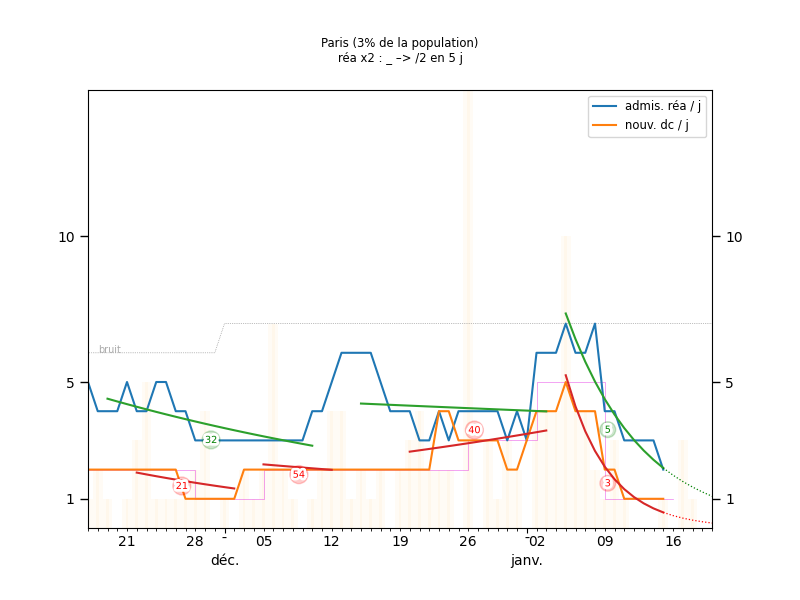 Paris (3% de la population)
réa x2 : _ –> /2 en 5 j
admis. réa / j
nouv. dc / j
10 10
bruit
5 5
32
40
5
54
21
3
1 1
21 28 - 05 12 19 26 - 02 09 16
déc. janv.